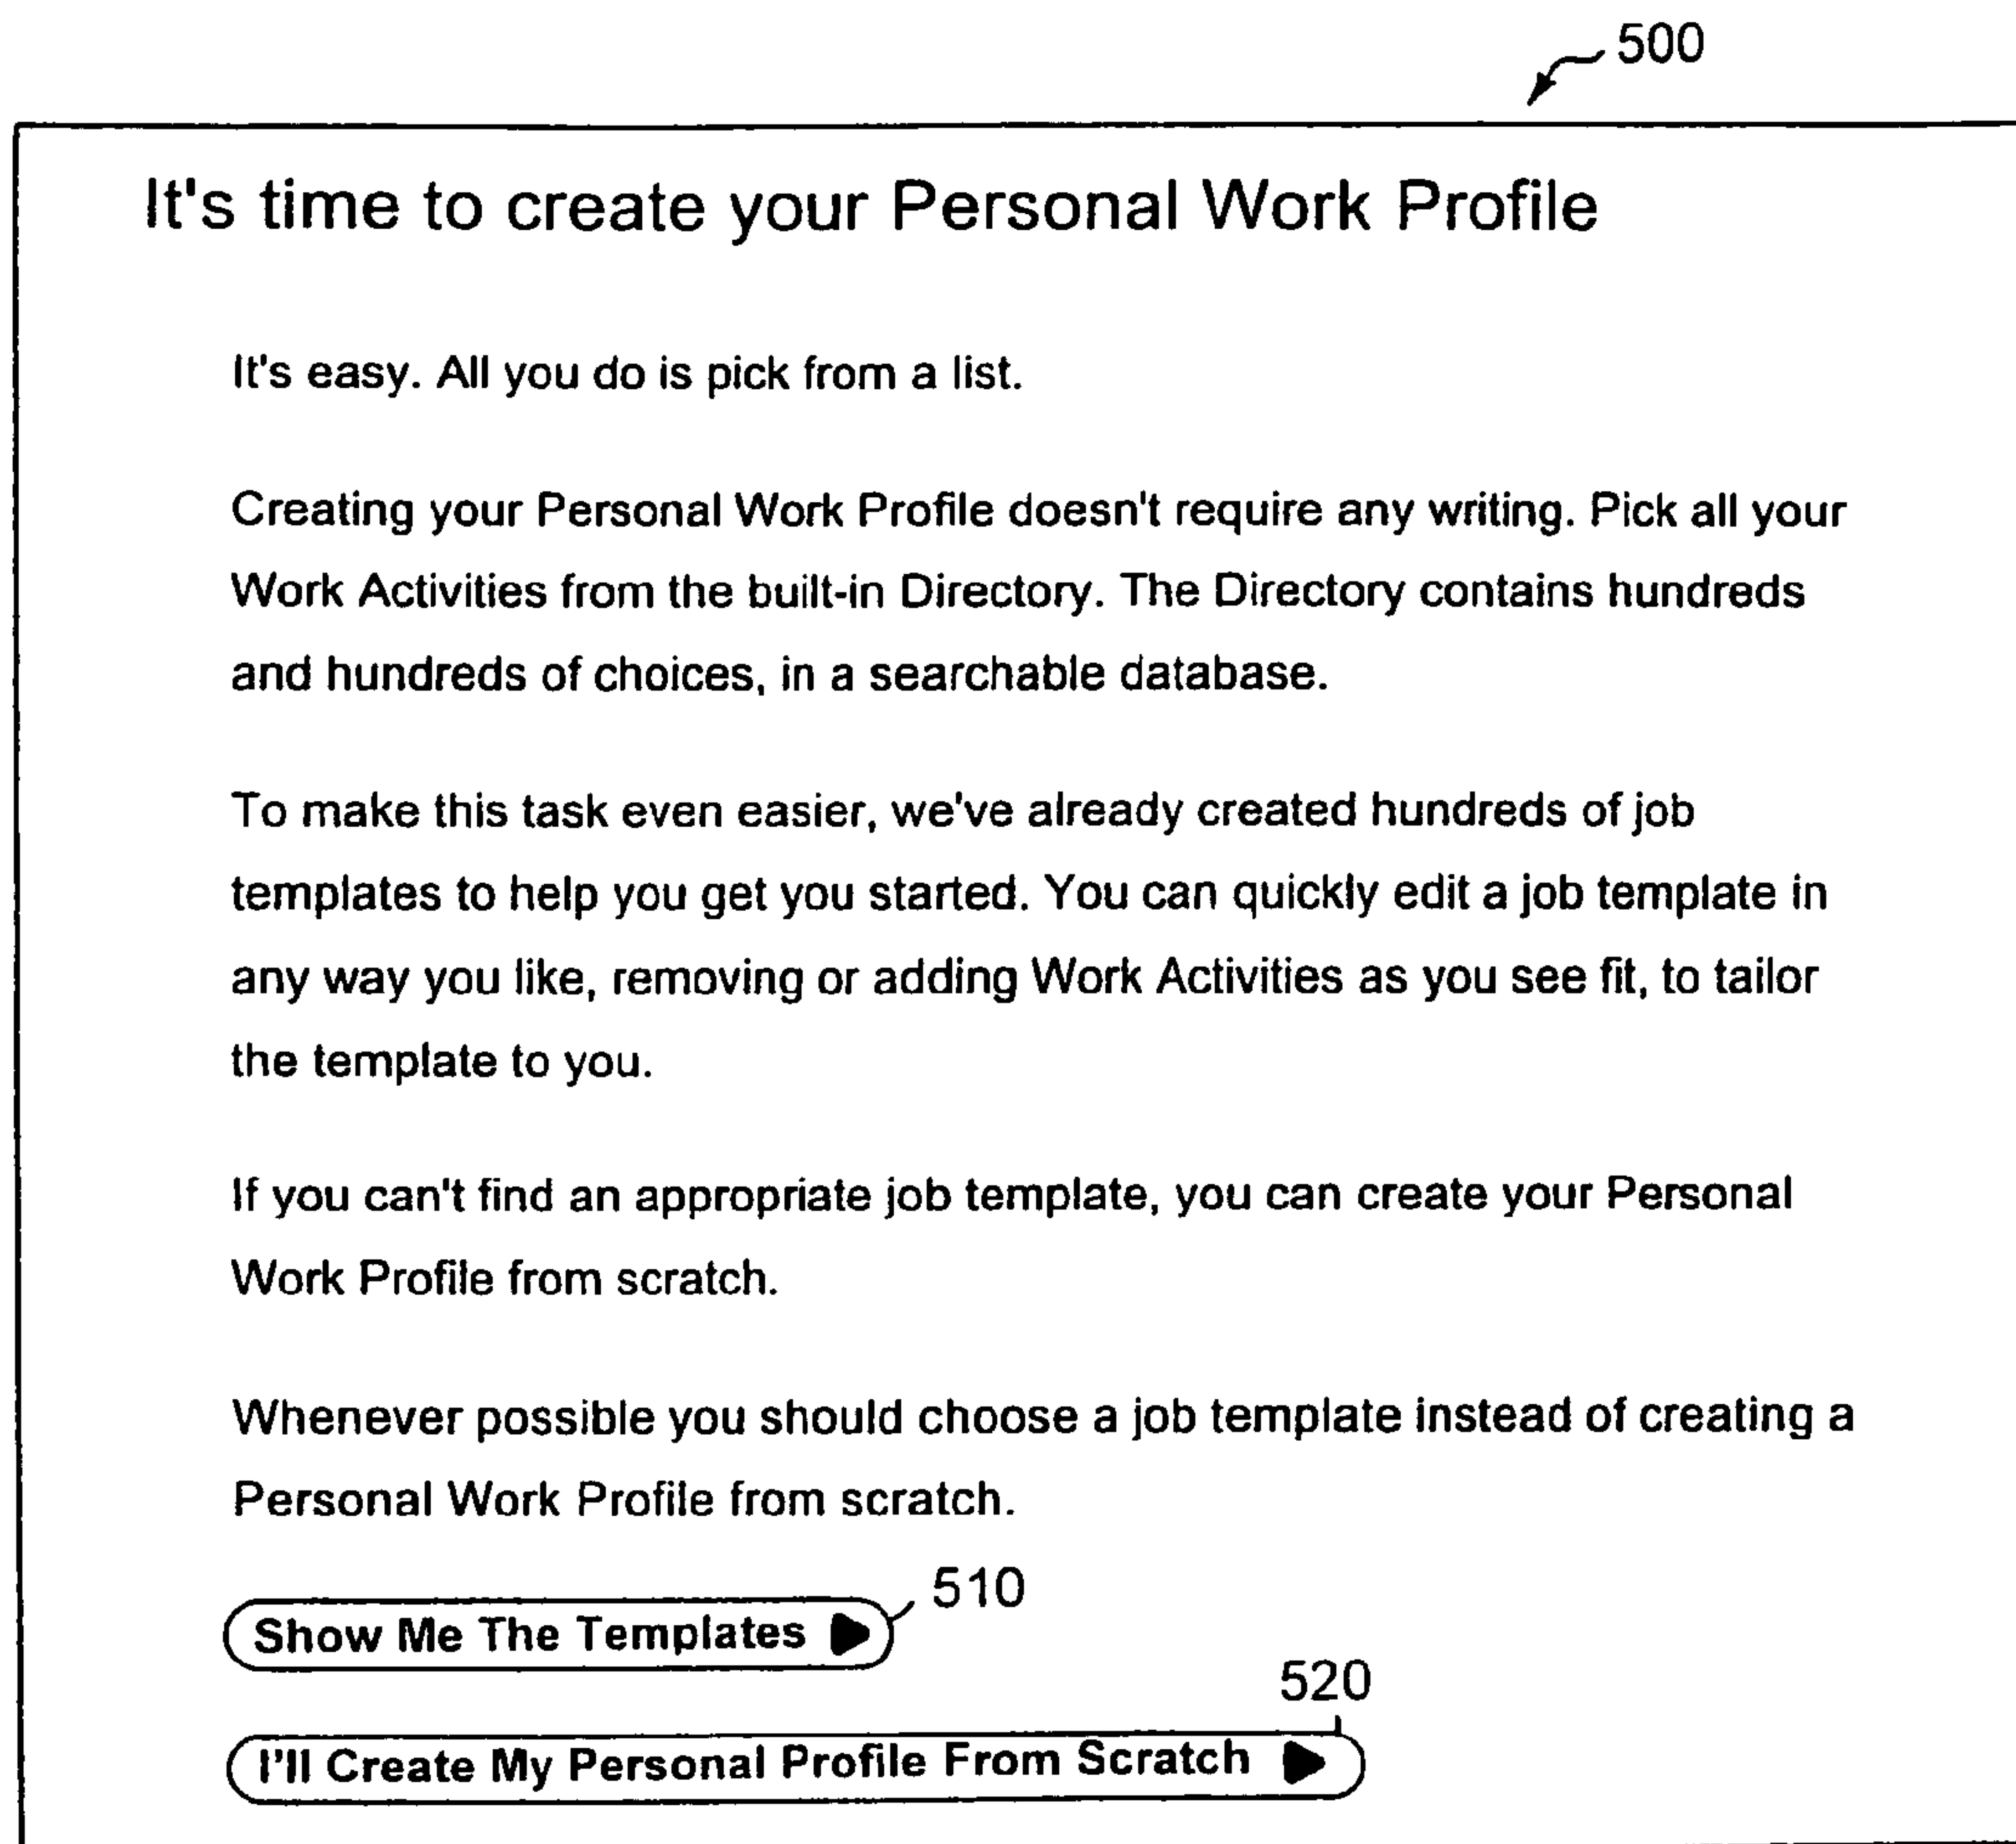 500
It's time to create your Personal Work Profile
It's easy. All you do is pick from a list.
Creating your Personal Work Profile doesn't require any writing. Pick all your
Work Activities from the built-in Directory. The Directory contains hundreds
and hundreds of choices, in a searchable database.
To make this task even easier, we've already created hundreds of job
templates to help you get you started. You can quickly edit a job template in
any way you like, removing or adding Work Activities as you see fit, to tailor
the template to you.
If you can't find an appropriate job template, you can create your Personal
Work Profile from scratch.
Whenever possible you should choose a job template instead of creating a
Personal Work Profile from scratch.
510
Show Me The Templates
520
I'll Create My Personal Profile From Scratch